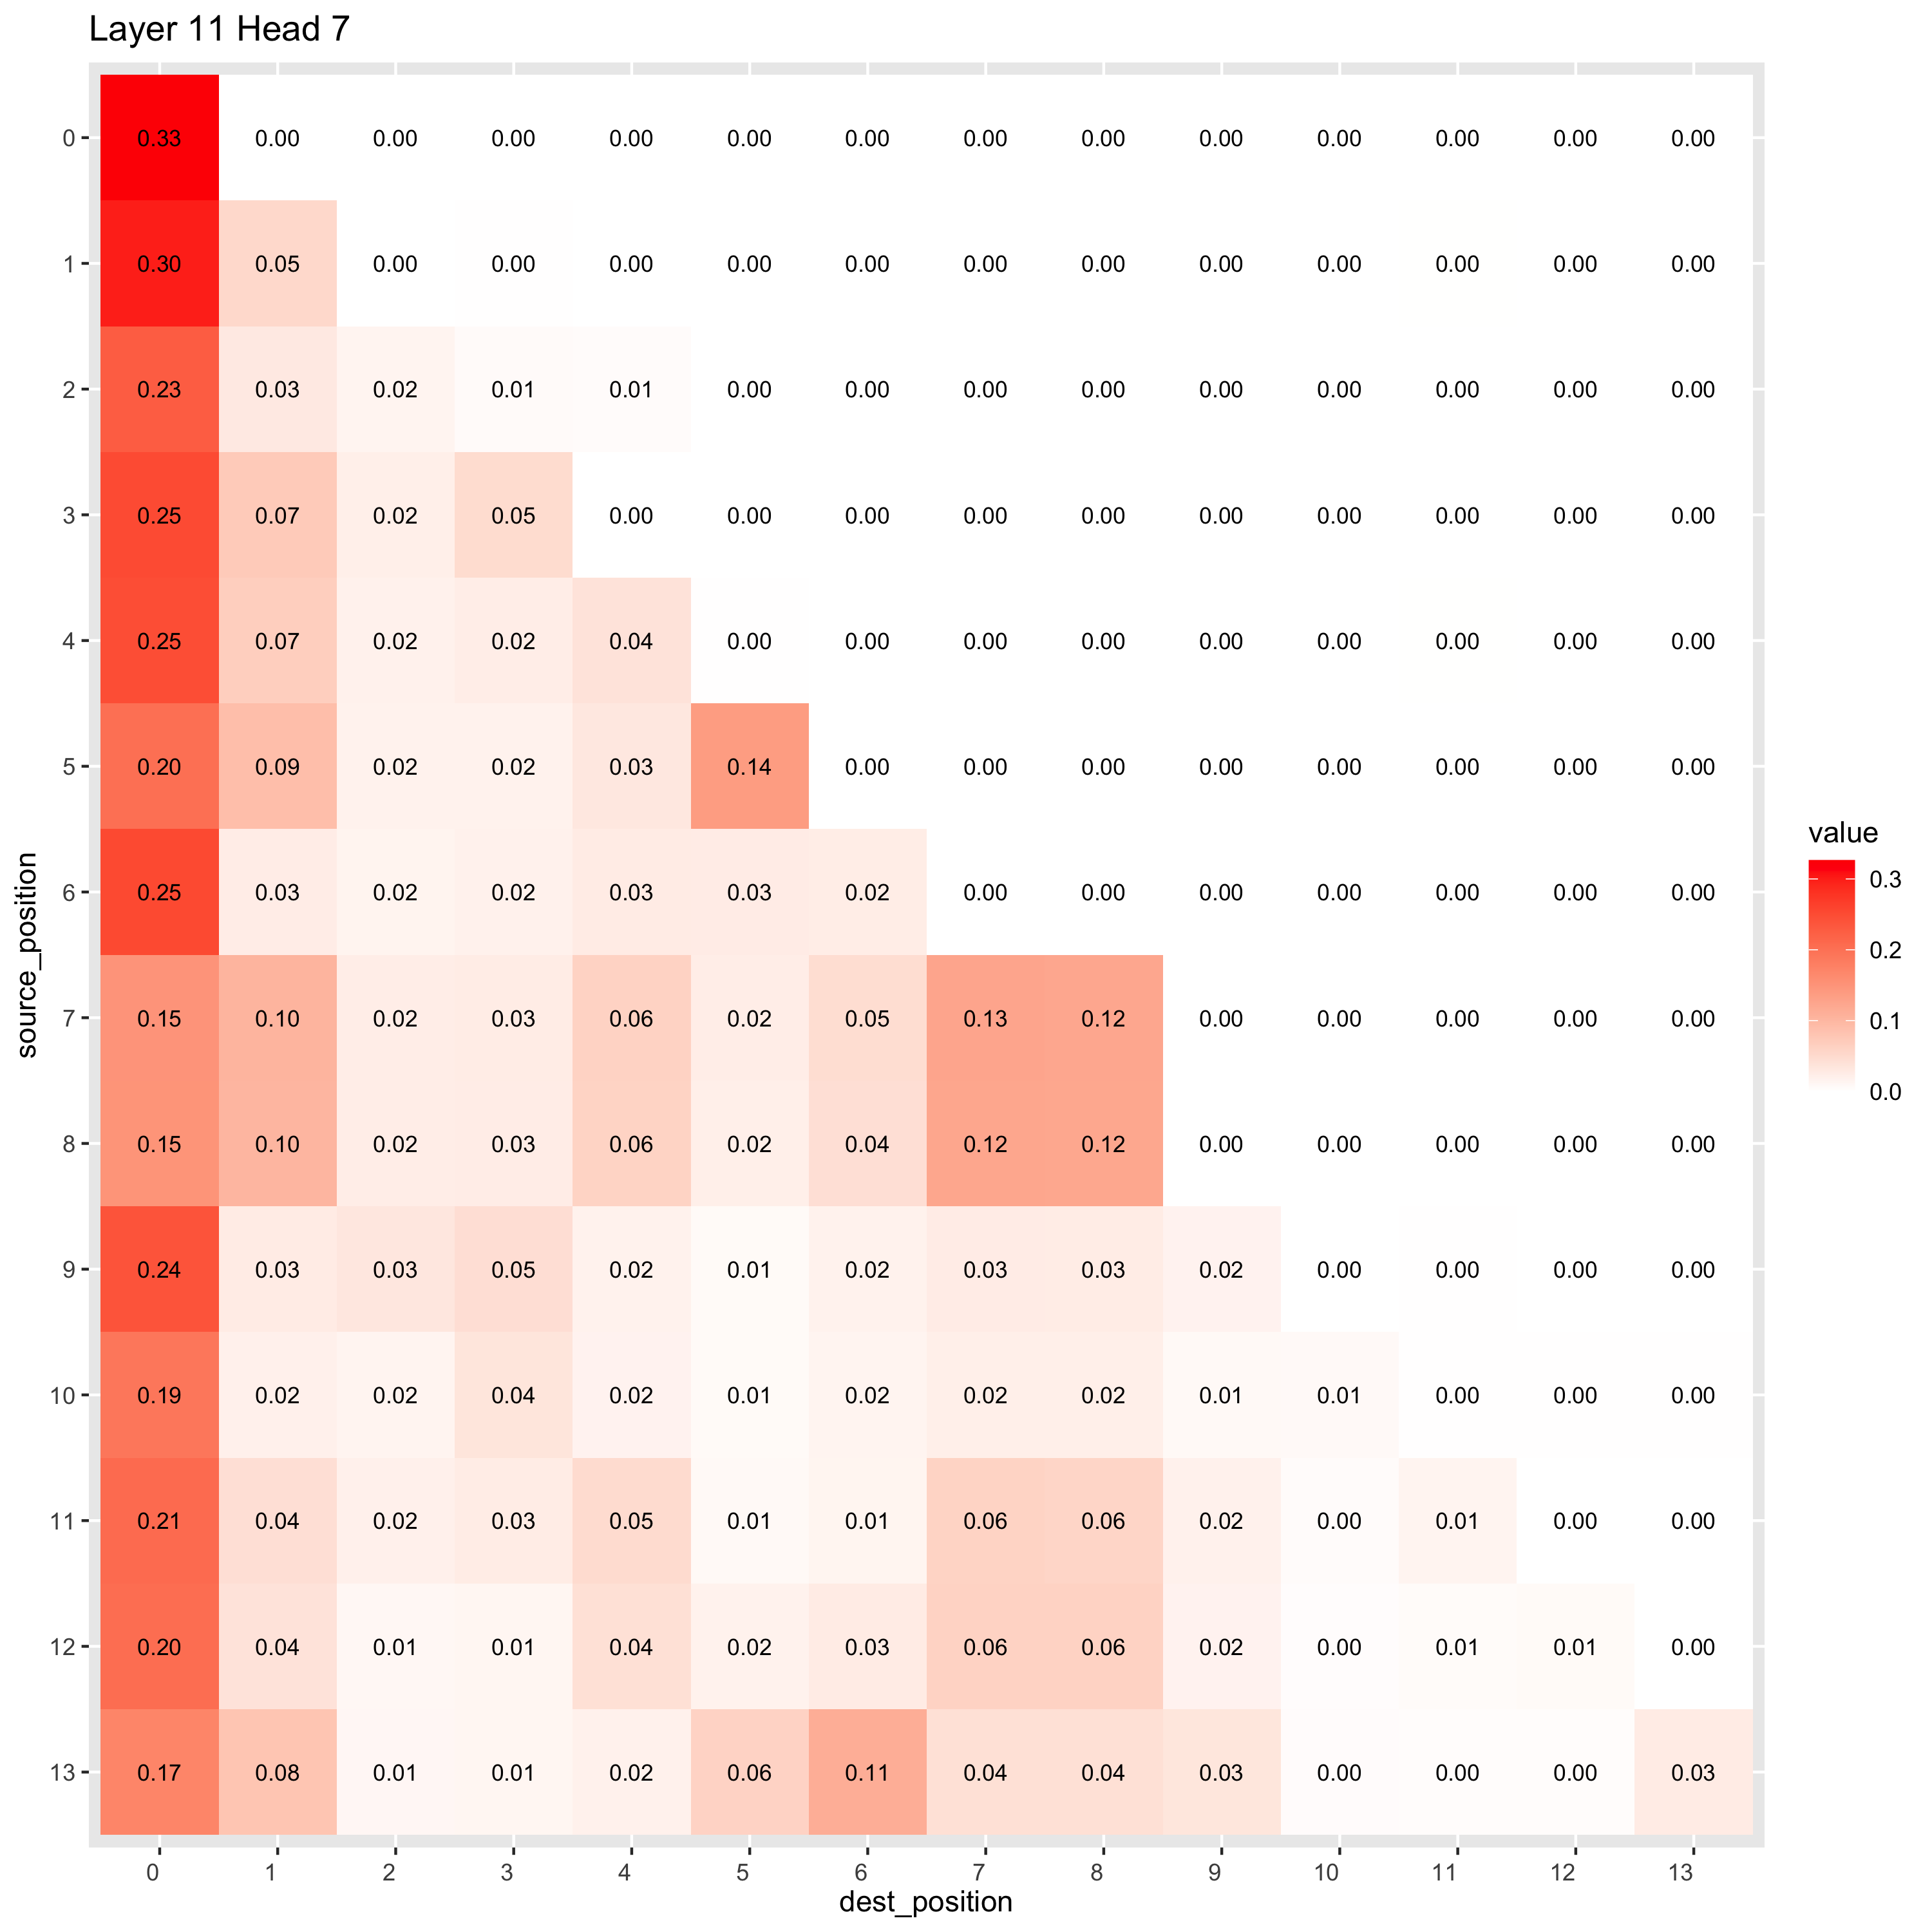 Layer 11 Head 7
0 0.33 0.00 0.00 0.00 0.00 0.00 0.00 0.00 0.00 0.00 0.00 0.00 0.00 0.00
1 0.30 0.05 0.00 0.00 0.00 0.00 0.00 0.00 0.00 0.00 0.00 0.00 0.00 0.00
2 0.23 0.03 0.02 0.01 0.01 0.00 0.00 0.00 0.00 0.00 0.00 0.00 0.00 0.00
3 0.25 0.07 0.02 0.05 0.00 0.00 0.00 0.00 0.00 0.00 0.00 0.00 0.00 0.00
4 0.25 0.07 0.02 0.02 0.04 0.00 0.00 0.00 0.00 0.00 0.00 0.00 0.00 0.00
5 0.20 0.09 0.02 0.02 0.03 0.14 0.00 0.00 0.00 0.00 0.00 0.00 0.00 0.00
6 0.25 0.03 0.02 0.02 0.03 0.03 0.02 0.00 0.00 0.00 0.00 0.00 0.00 0.00
7 0.15 0.10 0.02 0.03 0.06 0.02 0.05 0.13 0.12 0.00 0.00 0.00 0.00 0.00
8 0.15 0.10 0.02 0.03 0.06 0.02 0.04 0.12 0.12 0.00 0.00 0.00 0.00 0.00
9 0.24 0.03 0.03 0.05 0.02 0.01 0.02 0.03 0.03 0.02 0.00 0.00 0.00 0.00
10 0.19 0.02 0.02 0.04 0.02 0.01 0.02 0.02 0.02 0.01 0.01 0.00 0.00 0.00
11 0.21 0.04 0.02 0.03 0.05 0.01 0.01 0.06 0.06 0.02 0.00 0.01 0.00 0.00
12 0.20 0.04 0.01 0.01 0.04 0.02 0.03 0.06 0.06 0.02 0.00 0.01 0.01 0.00
13 0.17 0.08 0.01 0.01 0.02 0.06 0.11 0.04 0.04 0.03 0.00 0.00 0.00 0.03
0 1 2 3 4 5 6 7 8 9 10 11 12 13
dest_position
source_position
value
0.3
0.2
0.1
0.0